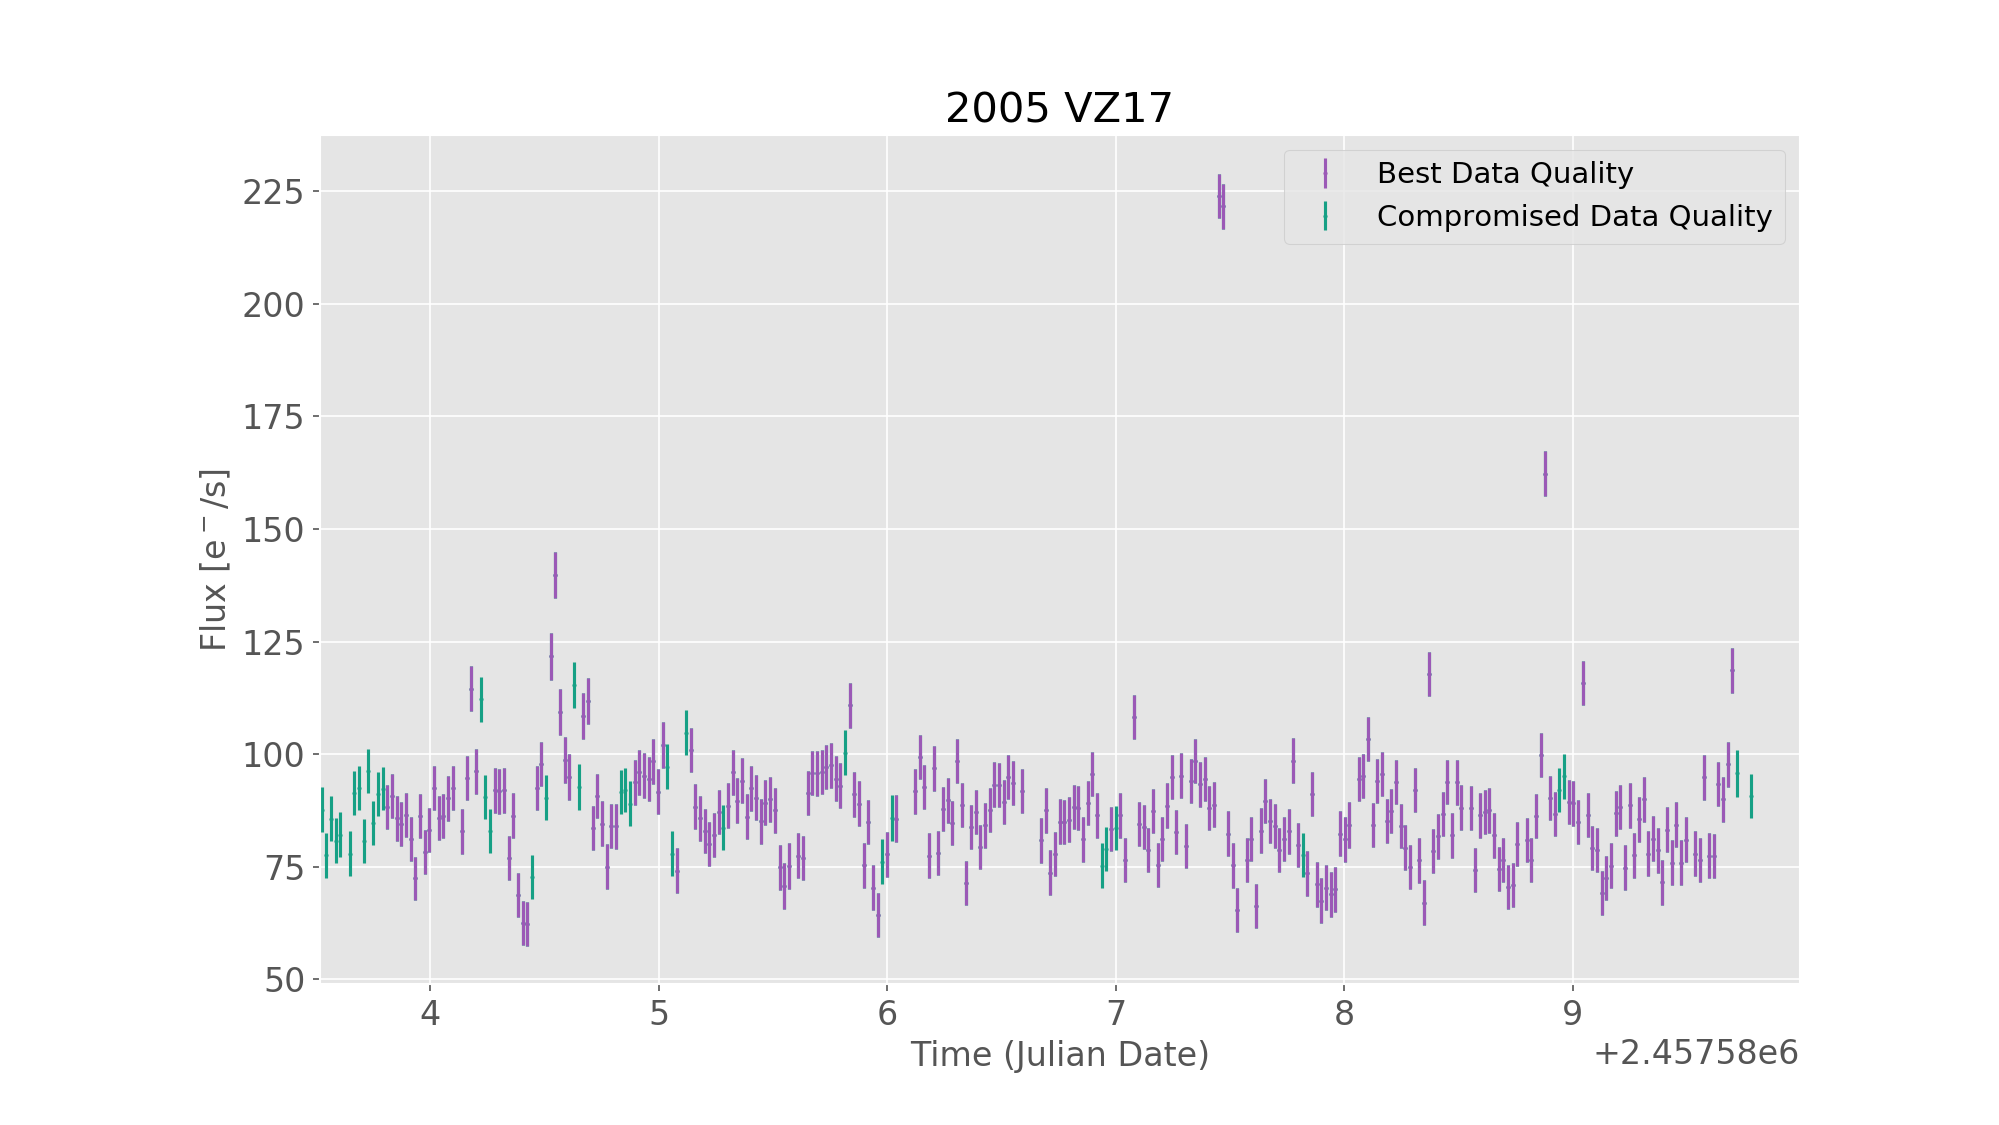 2005 VZ17
Best Data Quality
Compromised Data Quality
225
200
175
150
125
100
75
50
Flux [e⁻/s]
4 5 6 7 8 9
Time (Julian Date)
+2.45758e6